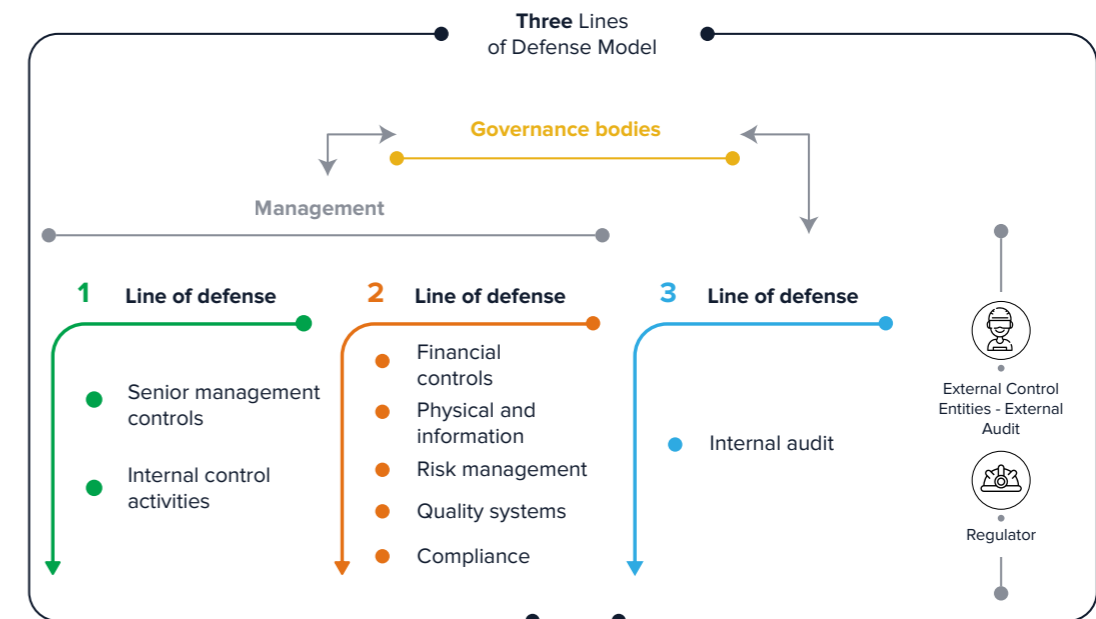 Three Lines
of Defense Model
Governance bodies
Management
1 Line of defense
Senior management
controls
Internal control
activities
2 Line of defense
Financial
controls
Physical and
information
Risk management
Quality systems
Compliance
3 Line of defense
Internal audit
External Control
Entities - External
Audit
Regulator